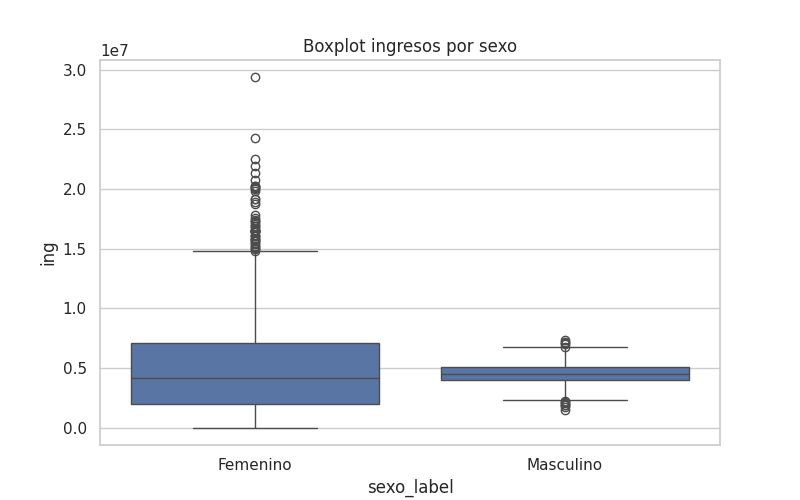 Boxplot ingresos por sexo
1e7
3.0
2.5
2.0
1.5
1.0
0.5
0.0
ing
Femenino
Masculino
sexo_label